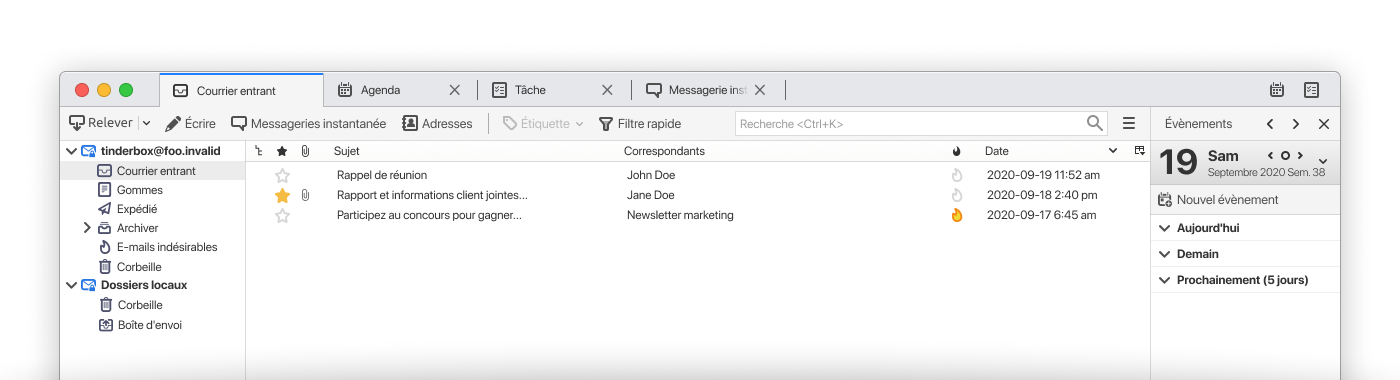 Courrier entrant
Agenda
Tâche
Messagerie inst
Relever
Écrire
Messageries instantanée
Adresses
Étiquette
Filtre rapide
Recherche <Ctrl+K>
Évènements
tinderbox@foo.invalid
Courrier entrant
Gommes
Expédié
Archiver
E-mails indésirables
Corbeille
Dossiers locaux
Corbeille
Boîte d'envoi
Sujet Correspondants Date
Rappel de réunion John Doe 2020-09-19 11:52 am
Rapport et informations client jointes... Jane Doe 2020-09-18 2:40 pm
Participez au concours pour gagner... Newsletter marketing 2020-09-17 6:45 am
19 Sam
Septembre 2020 Sem. 38
Nouvel évènement
Aujourd'hui
Demain
Prochainement (5 jours)